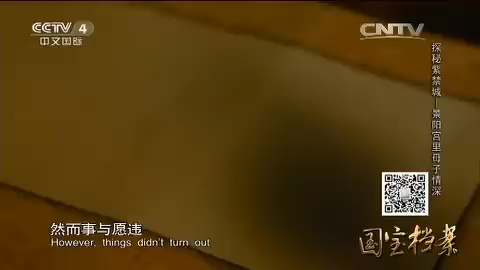 CCTV 4
中文国际
CNTV
探秘紫禁城—景阳宫里母子情深
然而事与愿违
However, things didn't turn out
国宝档案